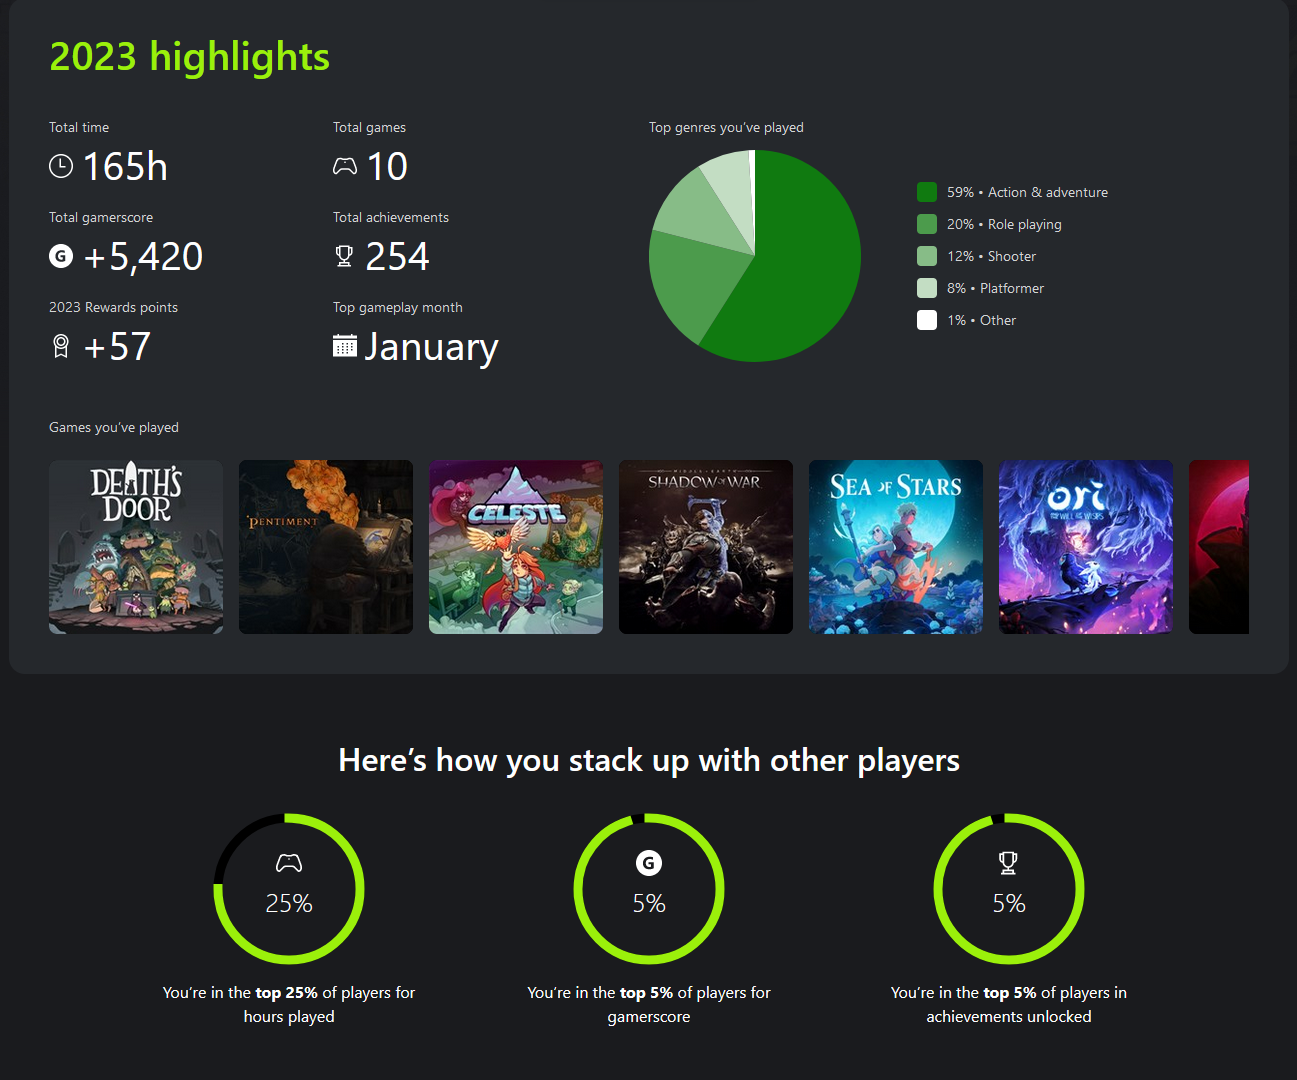 2023 highlights
Total time
165h
Total games
10
Total gamerscore
G +5,420
Total achievements
254
2023 Rewards points
+57
Top gameplay month
January
Top genres you've played
59% • Action & adventure
20% • Role playing
12% • Shooter
8% • Platformer
1% • Other
Games you've played
DEATH'S
DOOR
PENTIMENT
CELESTE
MIDDLE-EARTH
SHADOW OF WAR
SEA OF STARS
ori
AND THE WILL OF THE WISPS
Here's how you stack up with other players
25%
You're in the top 25% of players for
hours played
G
5%
You're in the top 5% of players for
gamerscore
5%
You're in the top 5% of players in
achievements unlocked